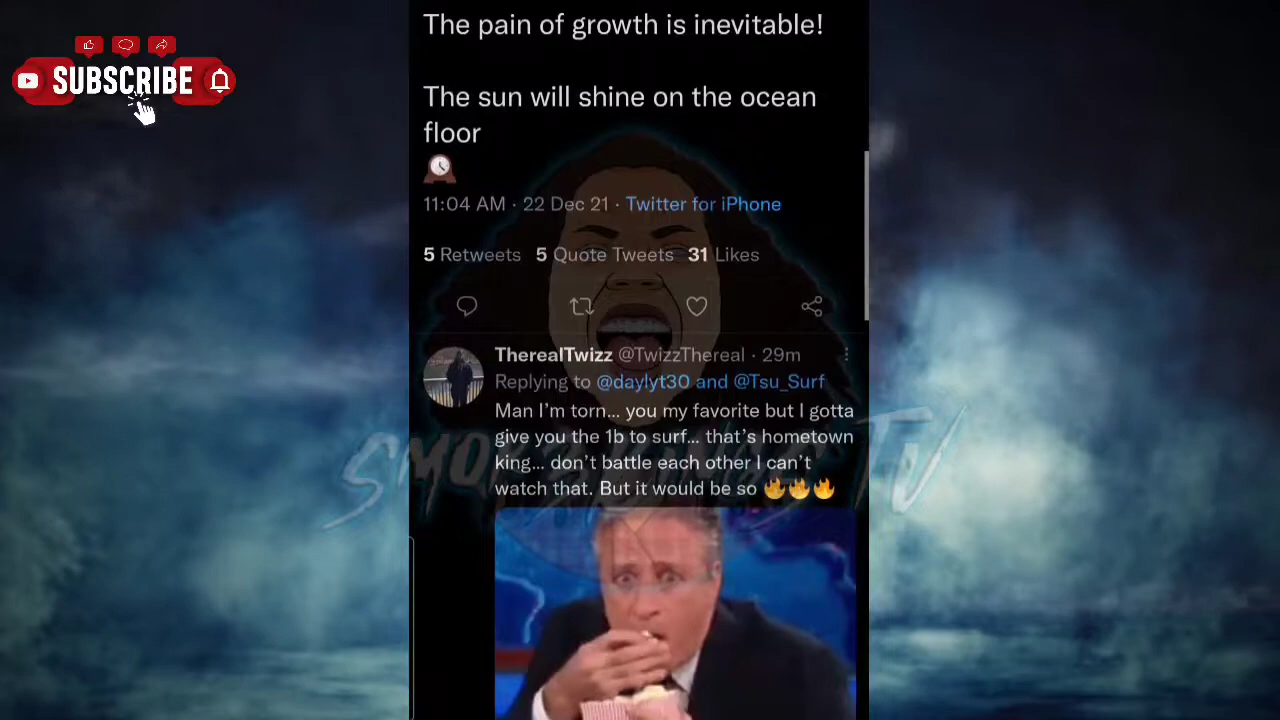 SUBSCRIBE
The pain of growth is inevitable!
The sun will shine on the ocean
floor
11:04 AM · 22 Dec 21 · Twitter for iPhone
5 Retweets 5 Quote Tweets 31 Likes
TherealTwizz @TwizzThereal · 29m
Replying to @daylyt30 and @Tsu_Surf
Man I'm torn... you my favorite but I gotta
give you the 1b to surf... that's hometown
king... don't battle each other I can't
watch that. But it would be so 🔥🔥🔥
TV